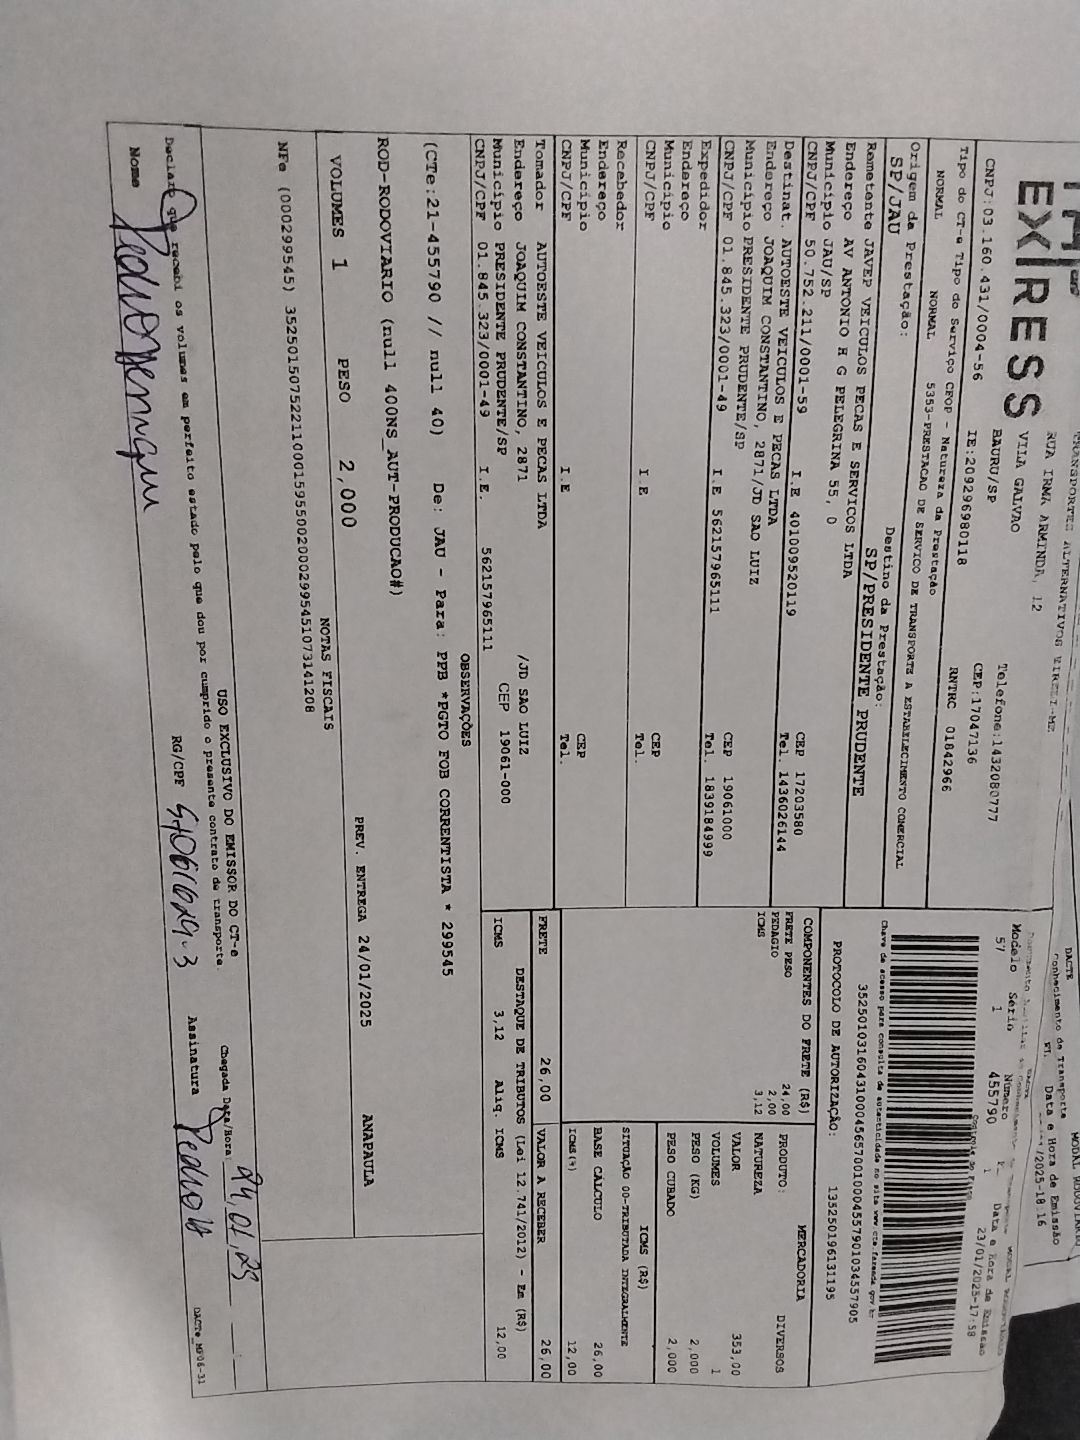 EXPRESS
TRANSPORTES ALTERNATIVOS EIRELI-ME
RUA IRMA ARMINDA, 12
VILA GALVAO
BAURU/SP
Telefone:1432080777
CEP:17047136
CNPJ:03.160.431/0004-56 IE:209296980118 RNTRC 01842966
DACTE
Conhecimento de Transporte
MODAL RODOVIARIO
Data e Hora de Emissão
/2025-18:16
Modelo Série Número Data e Hora de Emissão
57 1 455790 1 23/01/2025-17:58
Tipo do CT-e Tipo do Serviço CFOP - Natureza da Prestação
NORMAL NORMAL 5353-PRESTACAO DE SERVICO DE TRANSPORTE A ESTABELECIMENTO COMERCIAL
Chave de acesso para consulta de autenticidade no site www.cte.fazenda.gov.br
35250103160431000456570010004557901034557905
PROTOCOLO DE AUTORIZAÇÃO: 135250196131195
Origem da Prestação: Destino da Prestação:
SP/JAU SP/PRESIDENTE PRUDENTE
Remetente JAVEP VEICULOS PECAS E SERVICOS LTDA
Endereço AV ANTONIO H G PELEGRINA 55, 0
Município JAU/SP CEP 17203580
CNPJ/CPF 50.752.211/0001-59 I.E 401009520119 Tel. 1436026144
Destinat. AUTOESTE VEICULOS E PECAS LTDA
Endereço JOAQUIM CONSTANTINO, 2871/JD SAO LUIZ
Município PRESIDENTE PRUDENTE/SP CEP 19061000
CNPJ/CPF 01.845.323/0001-49 I.E 562157965111 Tel. 1839184999
Expedidor
Endereço
Município CEP
CNPJ/CPF I.E Tel.
Recebedor
Endereço
Município CEP
CNPJ/CPF I.E Tel.
Tomador AUTOESTE VEICULOS E PECAS LTDA
Endereço JOAQUIM CONSTANTINO, 2871 /JD SAO LUIZ
Município PRESIDENTE PRUDENTE/SP CEP 19061-000
CNPJ/CPF 01.845.323/0001-49 I.E. 562157965111
COMPONENTES DO FRETE (R$)
FRETE PESO 24,00
PEDAGIO 2,00
ICMS 3,12
PRODUTO: MERCADORIA
NATUREZA DIVERSOS
VALOR 353,00
VOLUMES 1
PESO (KG) 2,000
PESO CUBADO 2,000
ICMS (R$)
SITUAÇÃO 00-TRIBUTADA INTEGRALMENTE
BASE CÁLCULO 26,00
ICMS(%) 12,00
FRETE 26,00 VALOR A RECEBER 26,00
DESTAQUE DE TRIBUTOS (Lei 12.741/2012) - Em (R$)
ICMS 3,12 Aliq. ICMS 12,00
OBSERVAÇÕES
(CTe:21-455790 // null 40) De: JAU - Para: PPB *PGTO FOB CORRENTISTA * 299545
ROD-RODOVIARIO (null 400NS_AUT-PRODUCAO#)
VOLUMES 1 PESO 2,000 PREV. ENTREGA 24/01/2025 ANAPAULA
NOTAS FISCAIS
NFe (000299545) 35250150752211000159550020002995451073141208
USO EXCLUSIVO DO EMISSOR DO CT-e
Declaro que recebi os volumes em perfeito estado pelo que dou por cumprido o presente contrato de transporte.
Chegada Data/Hora: 24,01,25
Nome RG/CPF Assinatura Pedro H
DACTe_MF06-31